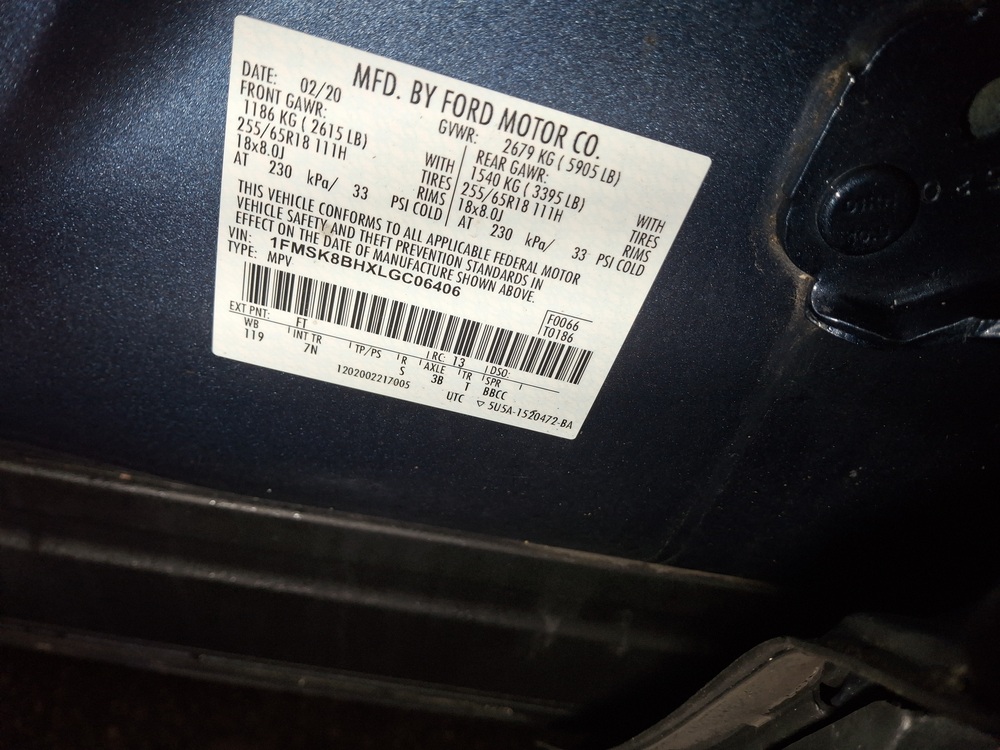 MFD. BY FORD MOTOR CO.
DATE: 02/20
GVWR: 2679 KG ( 5905 LB)
FRONT GAWR:
1186 KG ( 2615 LB)
255/65R18 111H
18x8.0J
AT 230 kPa/ 33
WITH
TIRES
RIMS
PSI COLD
REAR GAWR:
1540 KG ( 3395 LB)
255/65R18 111H
18x8.0J
AT 230 kPa/ 33
WITH
TIRES
RIMS
PSI COLD
THIS VEHICLE CONFORMS TO ALL APPLICABLE FEDERAL MOTOR
VEHICLE SAFETY AND THEFT PREVENTION STANDARDS IN
EFFECT ON THE DATE OF MANUFACTURE SHOWN ABOVE.
VIN: 1FMSK8BHXLGC06406
TYPE: MPV
F0066
T0186
EXT PNT: FT RC: 13 DSO:
WB INT TR TP/PS R AXLE TR SPR
119 7N S 3B T BBCC
1202002217005
UTC ▽ 5U5A-1520472-BA